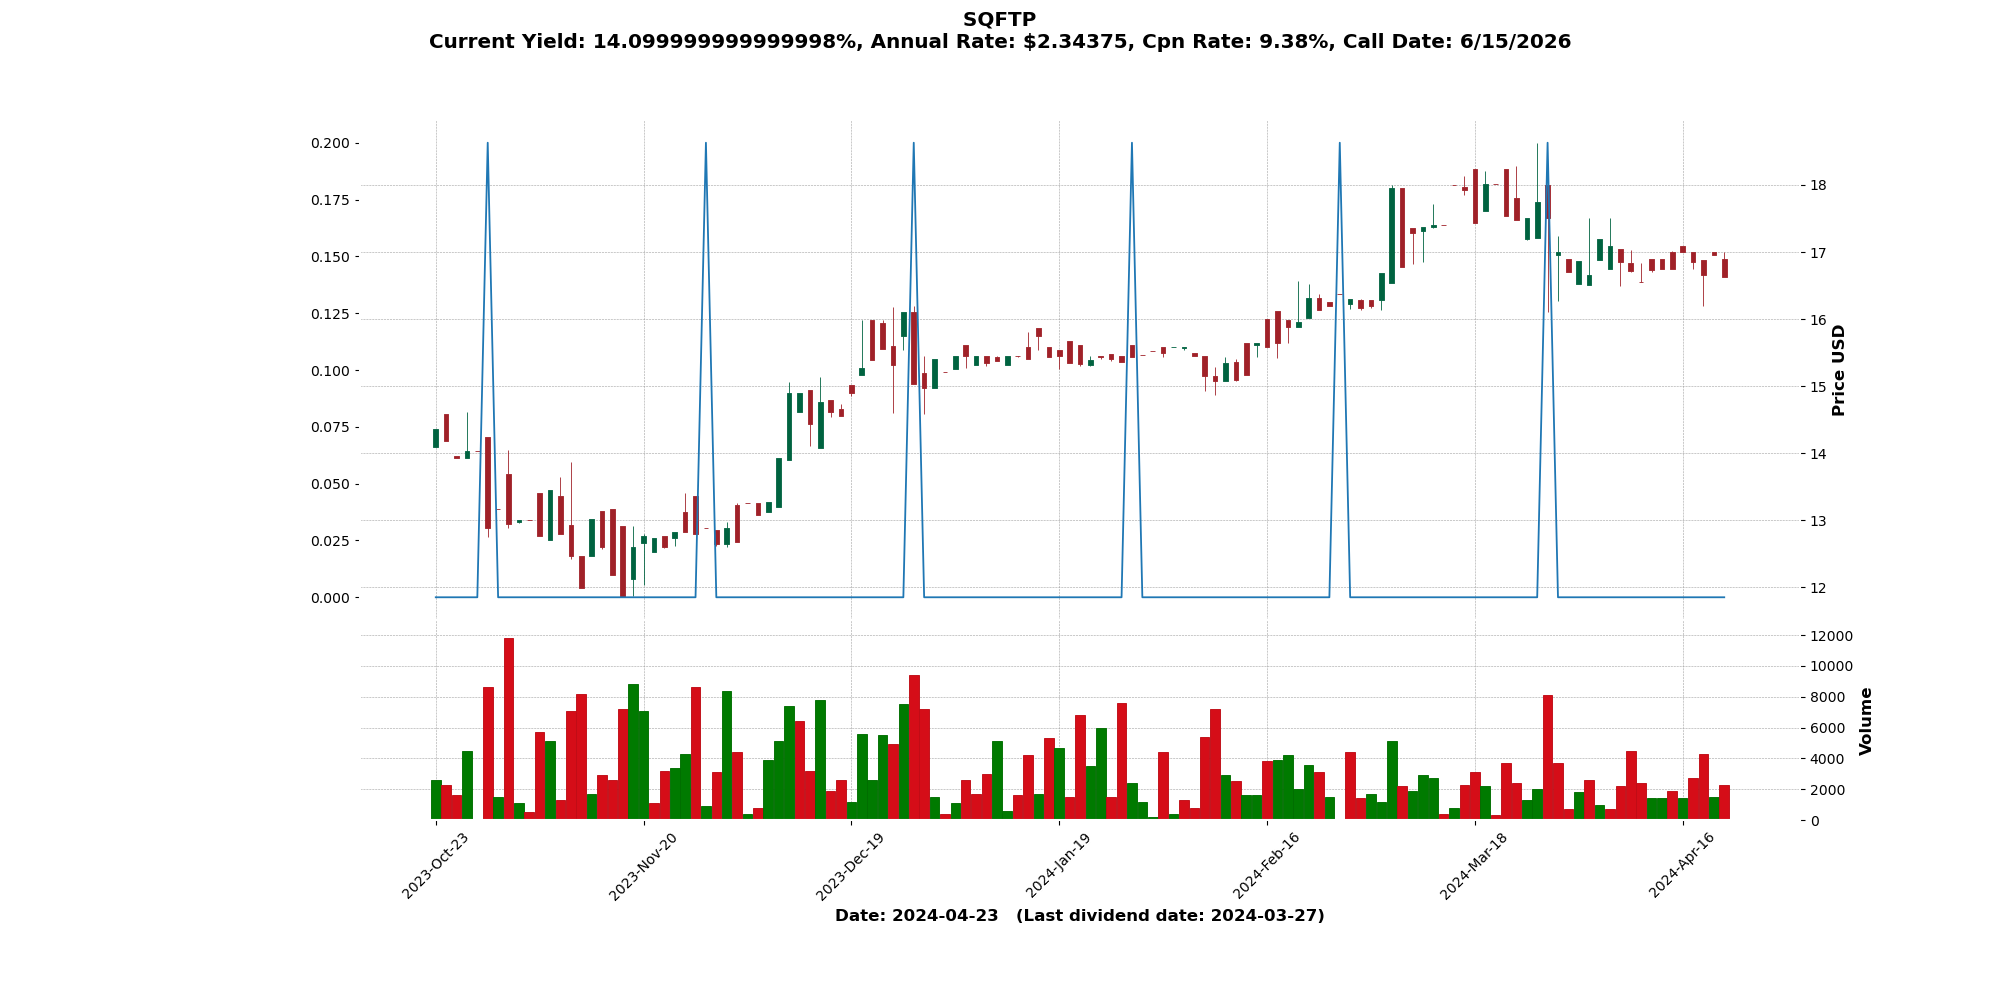 SQFTP
Current Yield: 14.099999999999998%, Annual Rate: $2.34375, Cpn Rate: 9.38%, Call Date: 6/15/2026
0.200
0.175
0.150
0.125
0.100
0.075
0.050
0.025
0.000
18
17
16
15
14
13
12
Price USD
12000
10000
8000
6000
4000
2000
0
Volume
2023-Oct-23
2023-Nov-20
2023-Dec-19
2024-Jan-19
2024-Feb-16
2024-Mar-18
2024-Apr-16
Date: 2024-04-23 (Last dividend date: 2024-03-27)